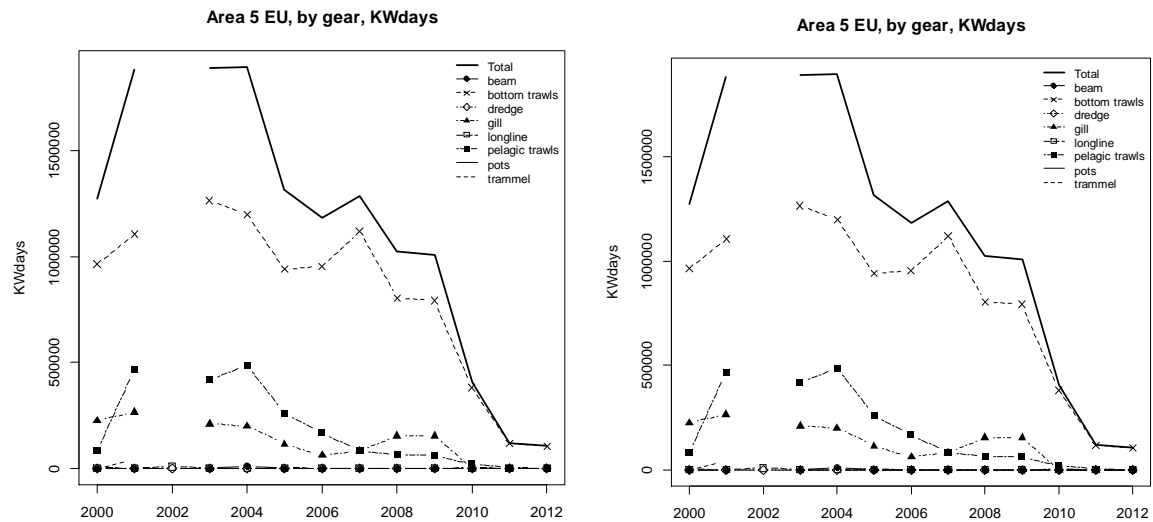 Area 5 EU, by gear, KWdays
Total
beam
bottom trawls
dredge
gill
longline
pelagic trawls
pots
trammel
KWdays
1500000
1000000
500000
0
2000 2002 2004 2006 2008 2010 2012
Area 5 EU, by gear, KWdays
Total
beam
bottom trawls
dredge
gill
longline
pelagic trawls
pots
trammel
KWdays
1500000
1000000
500000
0
2000 2002 2004 2006 2008 2010 2012